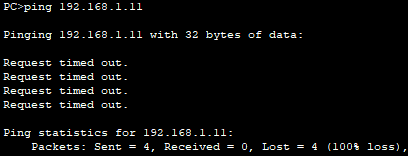 PC>ping 192.168.1.11
Pinging 192.168.1.11 with 32 bytes of data:
Request timed out.
Request timed out.
Request timed out.
Request timed out.
Ping statistics for 192.168.1.11:
Packets: Sent = 4, Received = 0, Lost = 4 (100% loss),